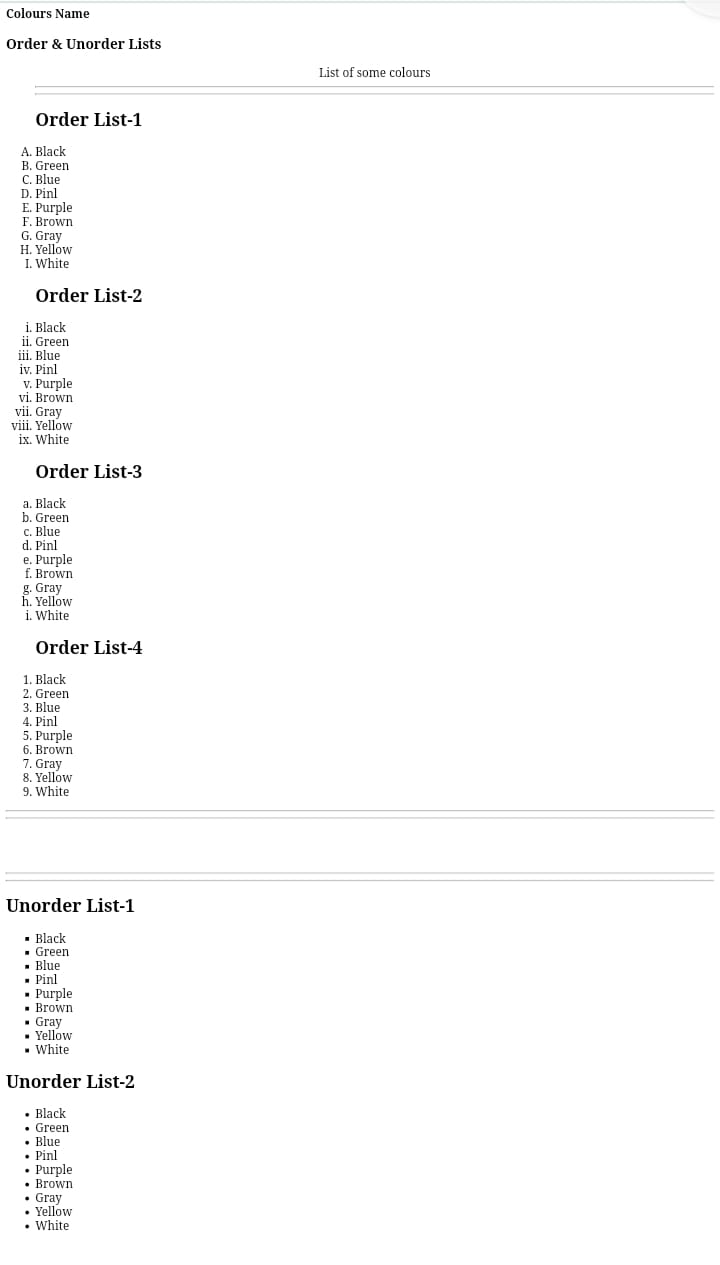 Colours Name
Order & Unorder Lists
List of some colours
Order List-1
A. Black
B. Green
C. Blue
D. Pinl
E. Purple
F. Brown
G. Gray
H. Yellow
I. White
Order List-2
i. Black
ii. Green
iii. Blue
iv. Pinl
v. Purple
vi. Brown
vii. Gray
viii. Yellow
ix. White
Order List-3
a. Black
b. Green
c. Blue
d. Pinl
e. Purple
f. Brown
g. Gray
h. Yellow
i. White
Order List-4
1. Black
2. Green
3. Blue
4. Pinl
5. Purple
6. Brown
7. Gray
8. Yellow
9. White
Unorder List-1
▪ Black
▪ Green
▪ Blue
▪ Pinl
▪ Purple
▪ Brown
▪ Gray
▪ Yellow
▪ White
Unorder List-2
• Black
• Green
• Blue
• Pinl
• Purple
• Brown
• Gray
• Yellow
• White